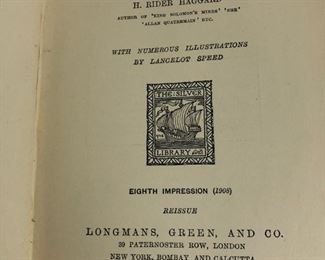 H. RIDER HAGGARD
AUTHOR OF 'KING SOLOMON'S MINES' 'SHE'
'ALLAN QUATERMAIN' ETC.
WITH NUMEROUS ILLUSTRATIONS
BY LANCELOT SPEED
THE SILVER
LIBRARY
EIGHTH IMPRESSION (1908)
REISSUE
LONGMANS, GREEN, AND CO.
39 PATERNOSTER ROW, LONDON
NEW YORK, BOMBAY AND CALCUTTA